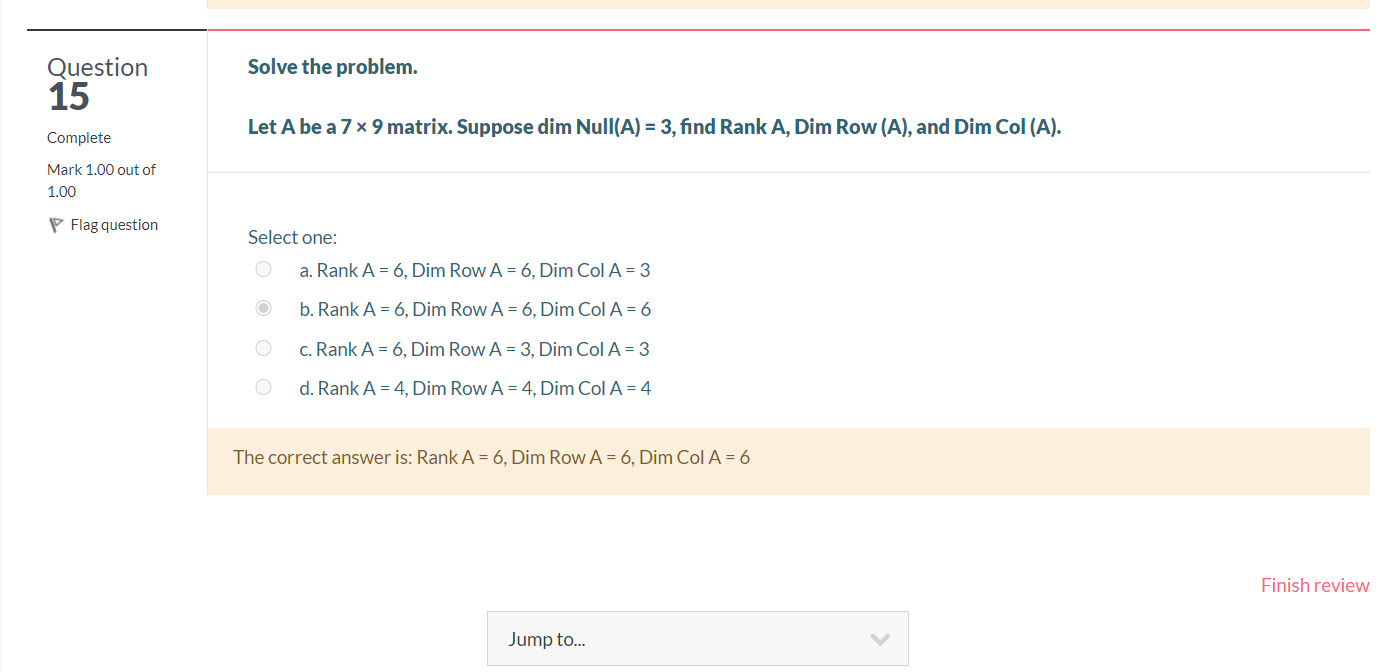 Question
15
Complete
Mark 1.00 out of
1.00
Flag question
Solve the problem.
Let A be a 7 × 9 matrix. Suppose dim Null(A) = 3, find Rank A, Dim Row (A), and Dim Col (A).
Select one:
a. Rank A = 6, Dim Row A = 6, Dim Col A = 3
b. Rank A = 6, Dim Row A = 6, Dim Col A = 6
c. Rank A = 6, Dim Row A = 3, Dim Col A = 3
d. Rank A = 4, Dim Row A = 4, Dim Col A = 4
The correct answer is: Rank A = 6, Dim Row A = 6, Dim Col A = 6
Finish review
Jump to...